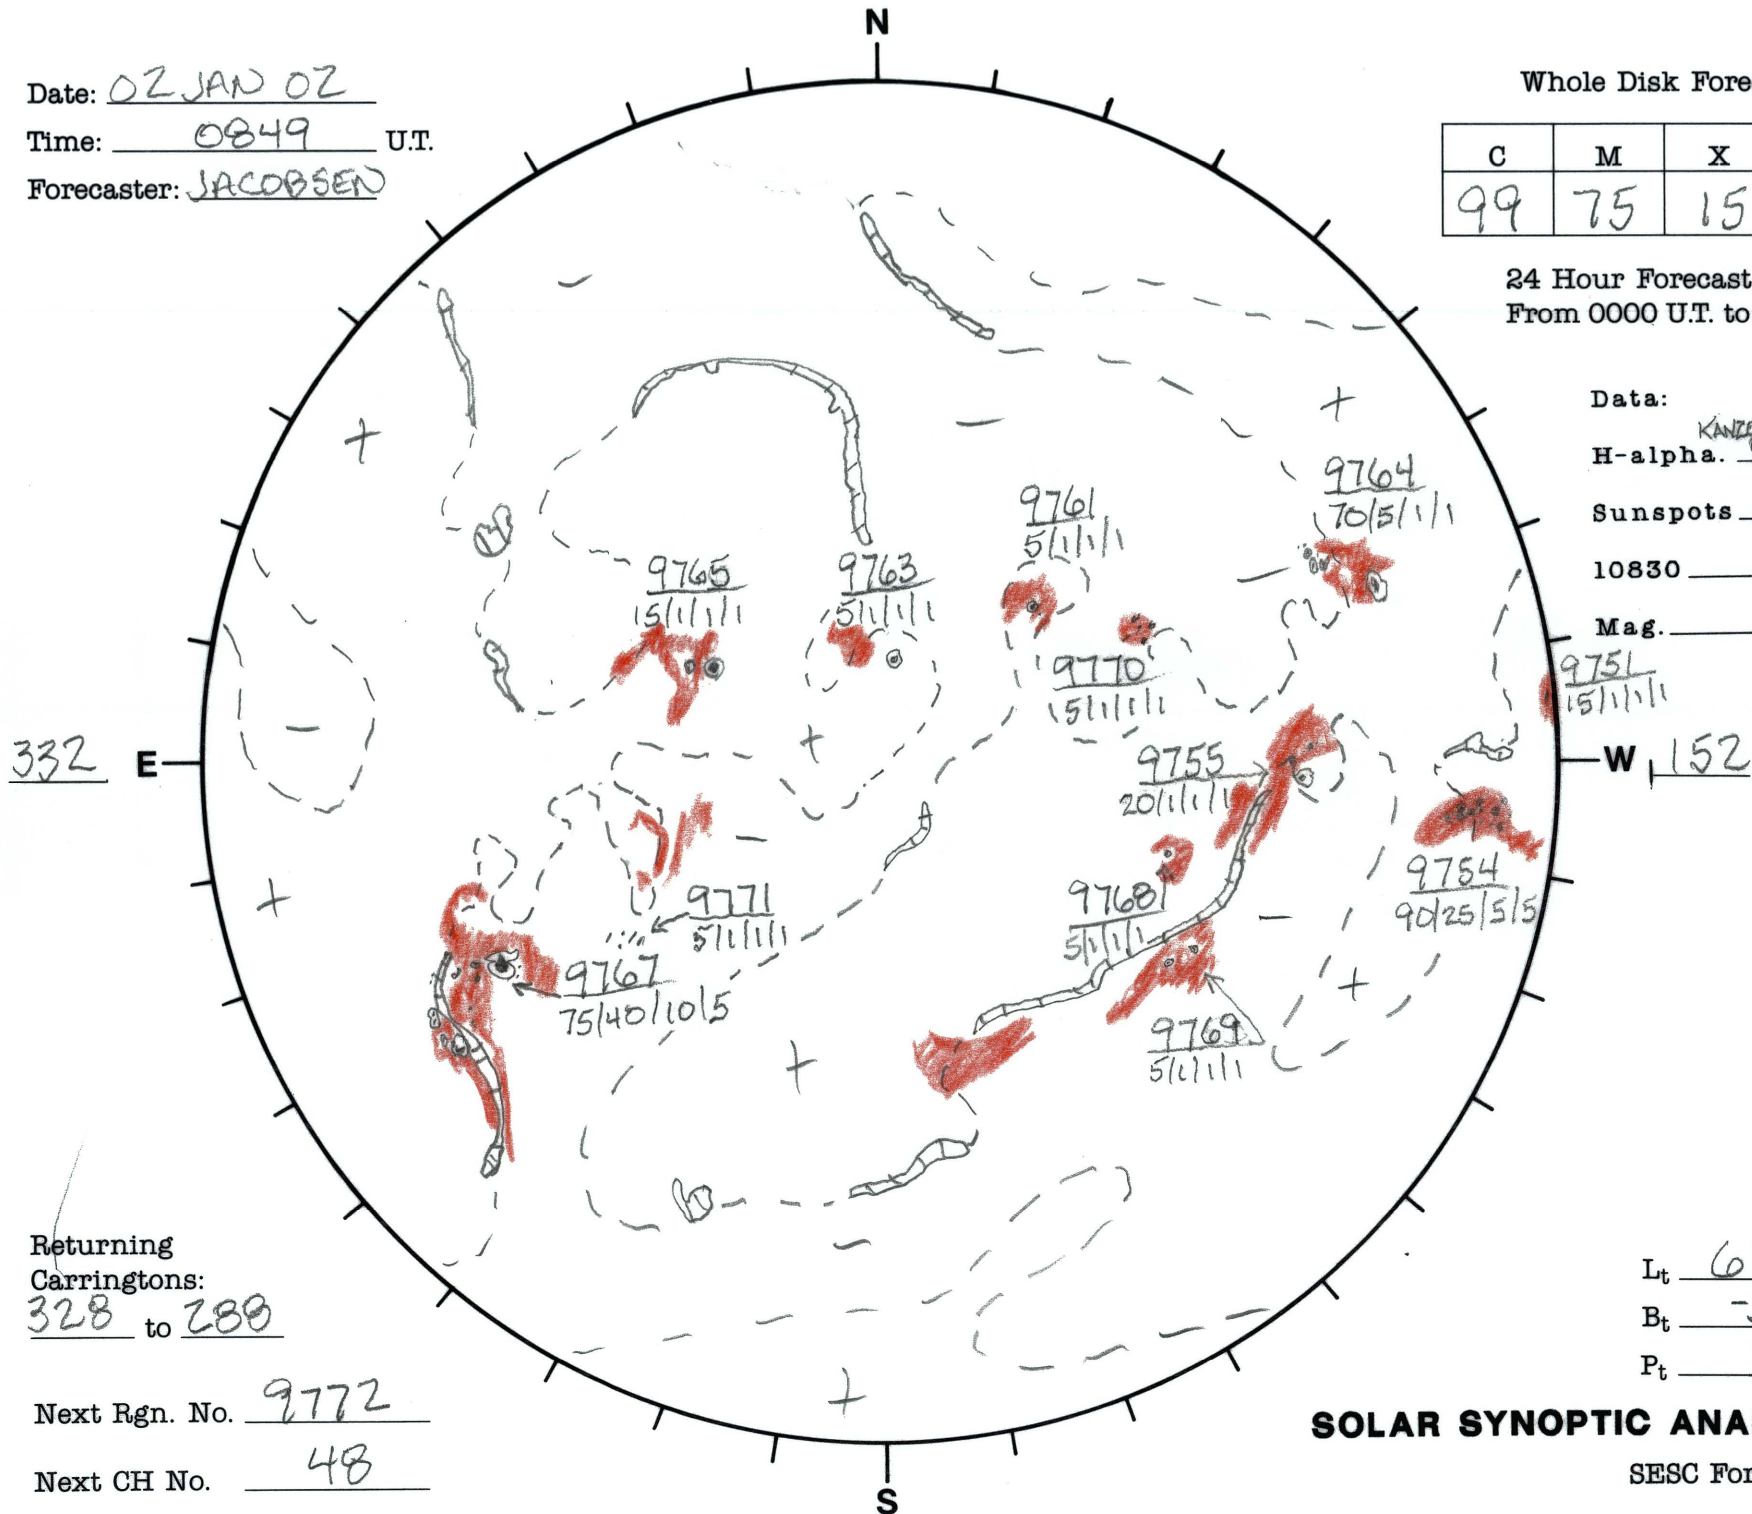 N
Date: 02 JAN 02
Time: 0849 U.T.
Forecaster: JACOBSEN
Whole Disk Fore
C M X
99 75 15
24 Hour Forecast
From 0000 U.T. to
Data:
KANZE
H-alpha.
Sunspots
10830
Mag.
9764
70/5/1/1
9761
5/1/1/1
9765
15/1/1/1
9763
5/1/1/1
9770
5/1/1/1
9751
15/1/1/1
332 E
W 152
9755
20/1/1/1
9754
90/25/5/5
9768
5/1/1/1
9771
5/1/1/1
9767
75/40/10/5
9769
5/1/1/1
Returning
Carringtons:
328 to 288
Next Rgn. No. 9772
Next CH No. 48
Lt 6
Bt -
Pt
SOLAR SYNOPTIC ANA
SESC For
S